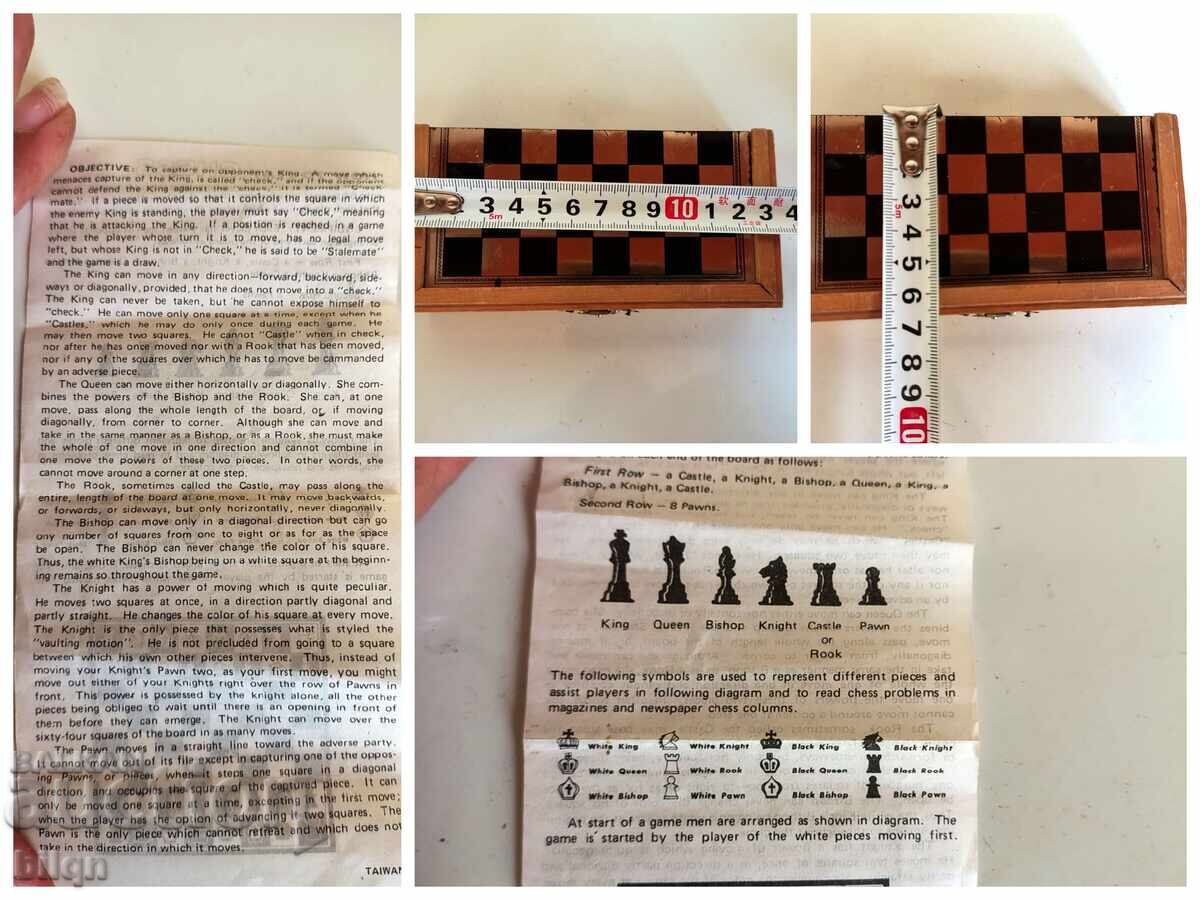 OBJECTIVE: To capture on opponent's King. A move which
menaces capture of the King, is called "check," and if the opponent
cannot defend the King against the "check," it is termed "Check
mate." If a piece is moved so that it controls the square in which
the enemy King is standing, the player must say "Check," meaning
that he is attacking the King. If a position is reached in a game
where the player whose turn it is to move, has no legal move
left, but whose King is not in "Check," he is said to be "Stalemate"
and the game is a draw.
The King can move in any direction—forward, backward, side-
ways or diagonally, provided, that he does not move into a "check."
The King can never be taken, but he cannot expose himself to
"check." He can move only one square at a time, except when he
"Castles," which he may do only once during each game. He
may then move two squares. He cannot "Castle" when in check,
nor after he has once moved nor with a Rook that has been moved,
nor if any of the squares over which he has to move be cammanded
by an adverse piece.
The Queen can move either horizontally or diagonally. She com-
bines the powers of the Bishop and the Rook. She can, at one
move, pass along the whole length of the board, or, if moving
diagonally, from corner to corner. Although she can move and
take in the same manner as a Bishop, or as a Rook, she must make
the whole of one move in one direction and cannot combine in
one move the powers of these two pieces. In other words, she
cannot move around a corner at one step.
The Rook, sometimes called the Castle, may pass along the
entire, length of the board at one move. It may move backwards,
or forwards, or sideways, but only horizontally, never diagonally.
The Bishop can move only in a diagonal direction but can go
any number of squares from one to eight or as far as the space
be open. The Bishop can never change the color of his square.
Thus, the white King's Bishop being on a white square at the beginn-
ing remains so throughout the game.
The Knight has a power of moving which is quite peculiar.
He moves two squares at once, in a direction partly diagonal and
partly straight. He changes the color of his square at every move.
The Knight is the only piece that possesses what is styled the
"vaulting motion". He is not precluded from going to a square
between which his own other pieces intervene. Thus, instead of
moving your Knight's Pawn two, as your first move, you might
move out either of your Knights right over the row of Pawns in
front. This power is possessed by the knight alone, all the other
pieces being obligeo to wait until there is an opening in front of
them before they can emerge. The Knight can move over the
sixty-four squares of the board in as many moves.
The Pawn moves in a straight line toward the adverse party.
It cannot move out of its file except in capturing one of the oppos-
ing Pawns, or pieces, when it steps one square in a diagonal
direction, and occupins the square of the captured piece. It can
only be moved one square at a time, excepting in the first move;
when the player has the option of advancing it two squares. The
Pawn is the only piece which cannot retreat and which does not
take in the direction in which it moves.
TAIWAN
bilqn
3 4 5 6 7 8 9 10 1 2 3 4
5m
3 4 5 6 7 8 9 10
5m
each end of the board as follows:
First Row — a Castle, a Knight, a Bishop, a Queen, a King, a
Bishop, a Knight, a Castle.
Second Row — 8 Pawns.
King Queen Bishop Knight Castle Pawn
or
Rook
The following symbols are used to represent different pieces and
assist players in following diagram and to read chess problems in
magazines and newspaper chess columns.
White King White Knight Black King Black Knight
White Queen White Rook Black Queen Black Rook
White Bishop White Pawn Black Bishop Black Pawn
At start of a game men are arranged as shown in diagram. The
game is started by the player of the white pieces moving first.